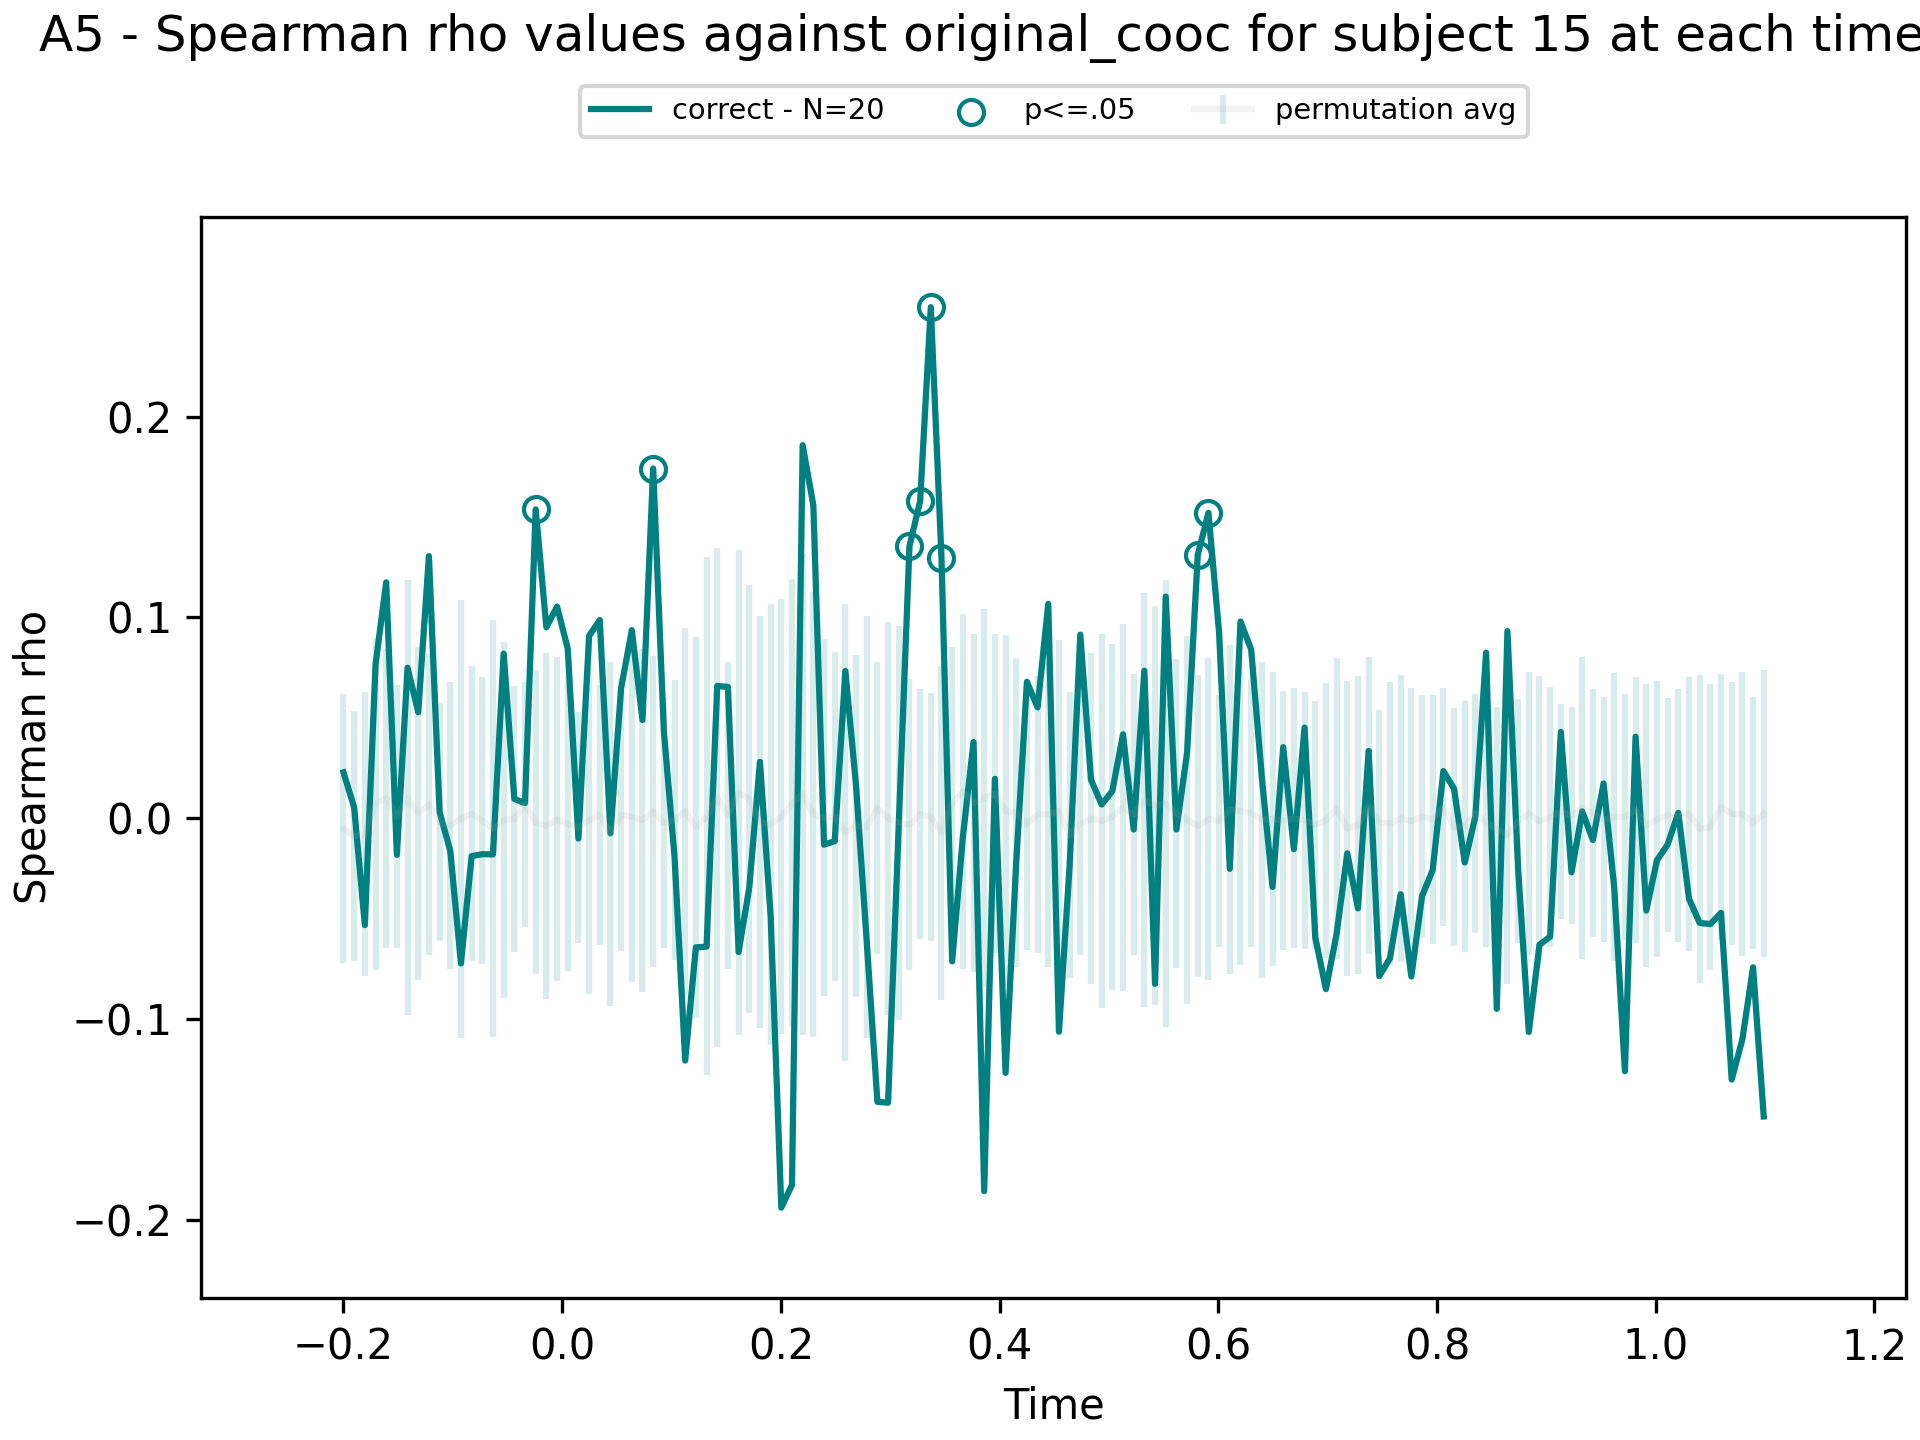 A5 - Spearman rho values against original_cooc for subject 15 at each time
correct - N=20 p<=.05 permutation avg
Spearman rho
0.2
0.1
0.0
−0.1
−0.2
−0.2 0.0 0.2 0.4 0.6 0.8 1.0 1.2
Time